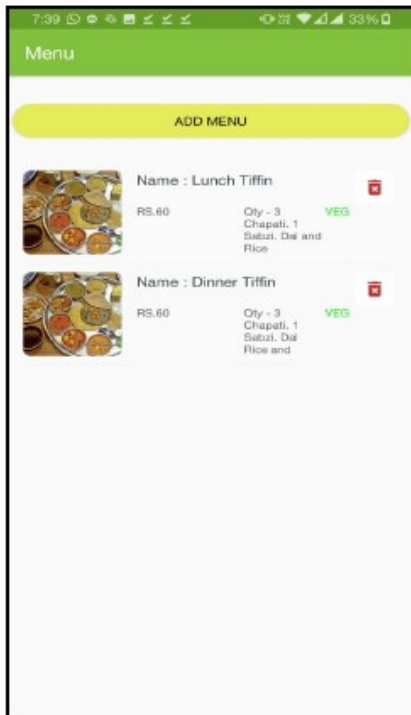 7:39 33%
Menu
ADD MENU
Name : Lunch Tiffin
RS.60 Qty - 3 VEG
Chapati. 1
Sabzi. Dal and
Rice
Name : Dinner Tiffin
RS.60 Qty - 3 VEG
Chapati. 1
Sabzi. Dal
Rice and